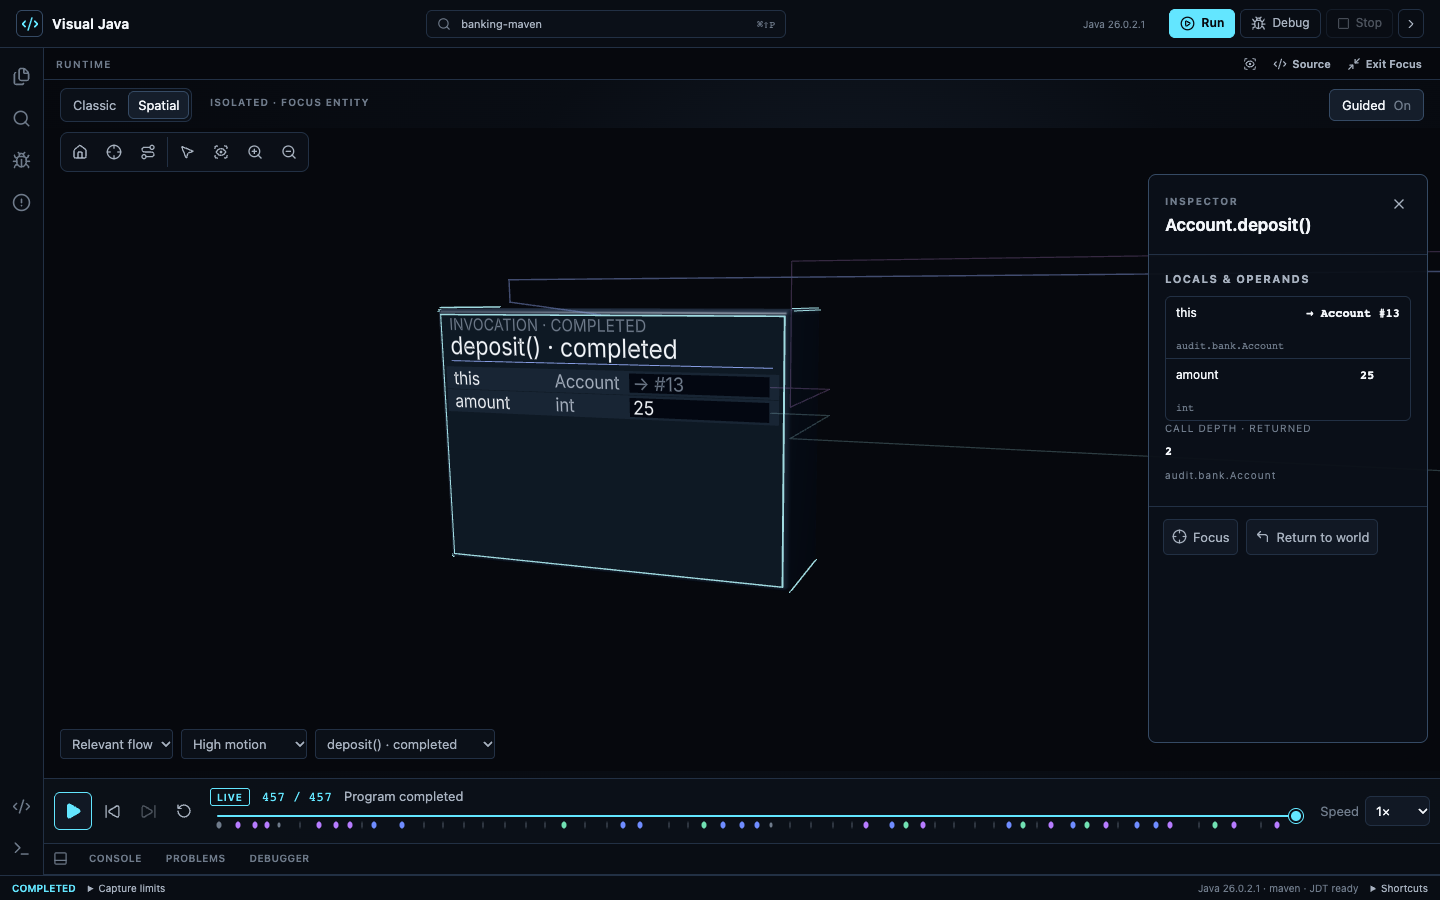 Visual Java
banking-maven
⌘⇧P
Java 26.0.2.1
Run
Debug
Stop
RUNTIME
Source
Exit Focus
Classic
Spatial
ISOLATED · FOCUS ENTITY
Guided On
INSPECTOR
Account.deposit()
LOCALS & OPERANDS
this → Account #13
audit.bank.Account
amount 25
int
CALL DEPTH · RETURNED
2
audit.bank.Account
Focus
Return to world
INVOCATION · COMPLETED
deposit() · completed
this Account → #13
amount int 25
Relevant flow
High motion
deposit() · completed
LIVE 457 / 457 Program completed
Speed 1×
CONSOLE PROBLEMS DEBUGGER
COMPLETED Capture limits
Java 26.0.2.1 · maven · JDT ready Shortcuts